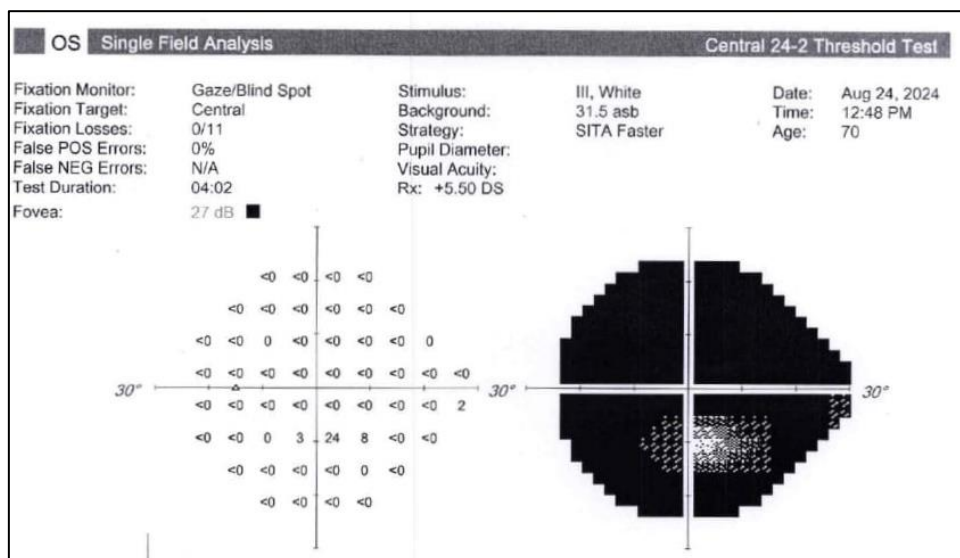 OS Single Field Analysis Central 24-2 Threshold Test
Fixation Monitor: Gaze/Blind Spot Stimulus: III, White Date: Aug 24, 2024
Fixation Target: Central Background: 31.5 asb Time: 12:48 PM
Fixation Losses: 0/11 Strategy: SITA Faster Age: 70
False POS Errors: 0% Pupil Diameter:
False NEG Errors: N/A Visual Acuity:
Test Duration: 04:02 Rx: +5.50 DS
Fovea: 27 dB
<0 <0 <0 <0
<0 <0 <0 <0 <0 <0
<0 <0 0 <0 <0 <0 <0 0
<0 <0 <0 <0 <0 <0 <0 <0 <0
30° 30° 30°
<0 <0 <0 <0 <0 <0 <0 <0 2
<0 <0 0 3 24 8 <0 <0
<0 <0 <0 <0 0 <0
<0 <0 <0 <0